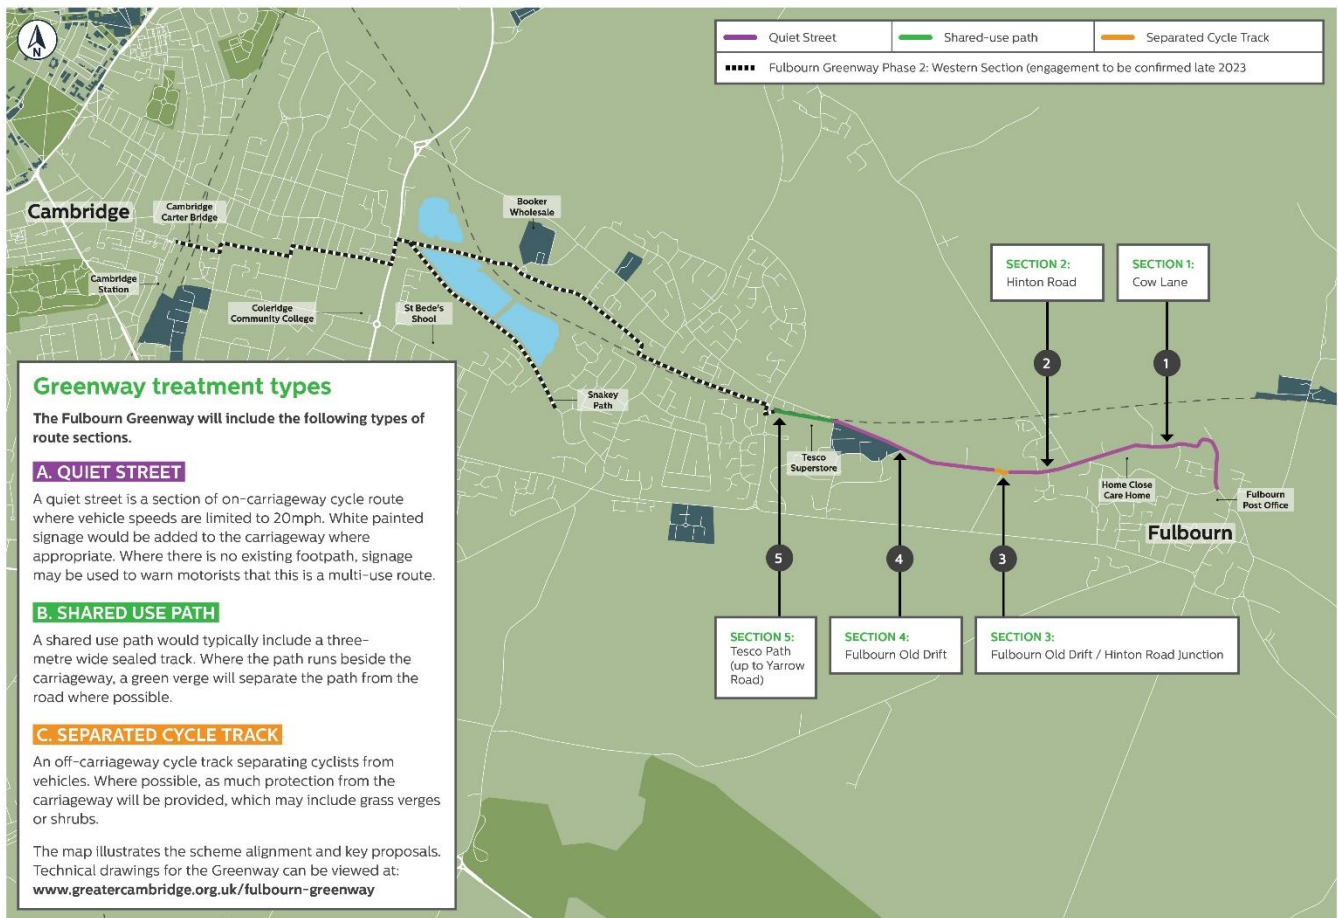 N
Quiet Street
Shared-use path
Separated Cycle Track
Fulbourn Greenway Phase 2: Western Section (engagement to be confirmed late 2023
Cambridge
Cambridge
Carter Bridge
Booker
Wholesale
Cambridge
Station
Coleridge
Community College
St Bede's
Shool
Snakey
Path
Tesco
Superstore
SECTION 2:
Hinton Road
SECTION 1:
Cow Lane
2
1
Home Close
Care Home
Fulbourn
Post Office
Fulbourn
5
4
3
SECTION 5:
Tesco Path
(up to Yarrow
Road)
SECTION 4:
Fulbourn Old Drift
SECTION 3:
Fulbourn Old Drift / Hinton Road Junction
Greenway treatment types
The Fulbourn Greenway will include the following types of
route sections.
A. QUIET STREET
A quiet street is a section of on-carriageway cycle route
where vehicle speeds are limited to 20mph. White painted
signage would be added to the carriageway where
appropriate. Where there is no existing footpath, signage
may be used to warn motorists that this is a multi-use route.
B. SHARED USE PATH
A shared use path would typically include a three-
metre wide sealed track. Where the path runs beside the
carriageway, a green verge will separate the path from the
road where possible.
C. SEPARATED CYCLE TRACK
An off-carriageway cycle track separating cyclists from
vehicles. Where possible, as much protection from the
carriageway will be provided, which may include grass verges
or shrubs.
The map illustrates the scheme alignment and key proposals.
Technical drawings for the Greenway can be viewed at:
www.greatercambridge.org.uk/fulbourn-greenway